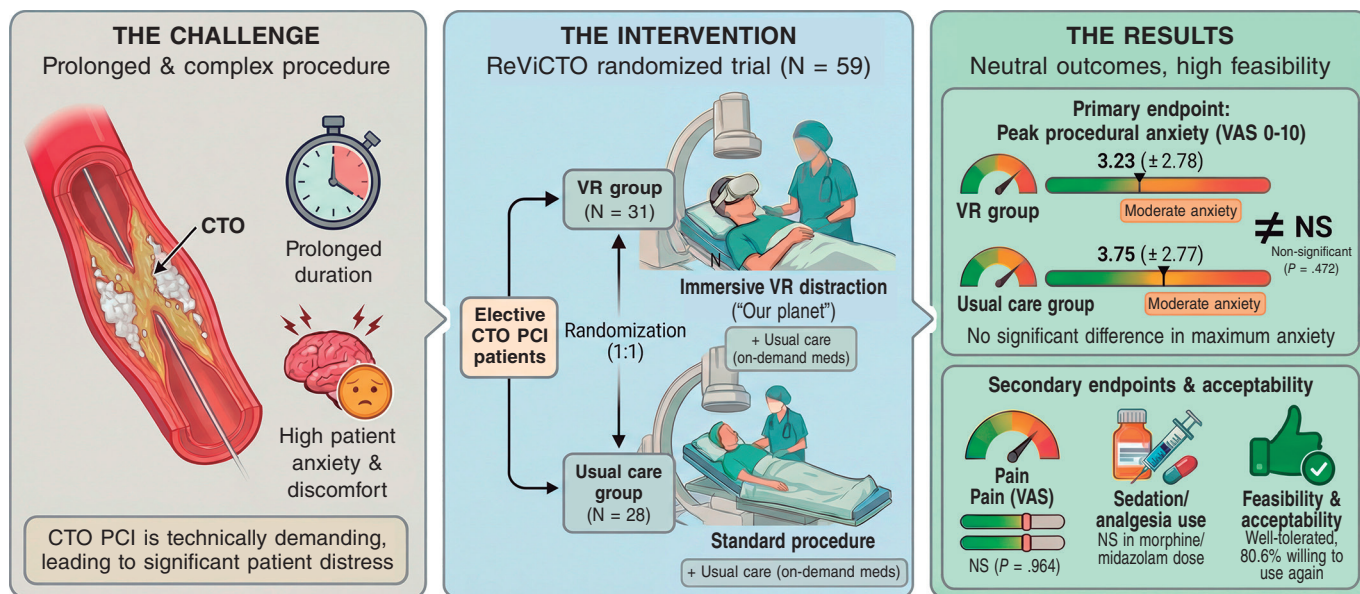 THE CHALLENGE
Prolonged & complex procedure
CTO
Prolonged
duration
High patient
anxiety &
discomfort
CTO PCI is technically demanding,
leading to significant patient distress
THE INTERVENTION
ReViCTO randomized trial (N = 59)
Elective
CTO PCI
patients
VR group
(N = 31)
Randomization
(1:1)
Usual care
group
(N = 28)
N
Immersive VR distraction
("Our planet")
+ Usual care
(on-demand meds)
Standard procedure
+ Usual care (on-demand meds)
THE RESULTS
Neutral outcomes, high feasibility
Primary endpoint:
Peak procedural anxiety (VAS 0-10)
3.23 (± 2.78)
VR group
Moderate anxiety
≠ NS
Non-significant
(P = .472)
3.75 (± 2.77)
Usual care group
Moderate anxiety
No significant difference in maximum anxiety
Secondary endpoints & acceptability
Pain
Pain (VAS)
NS (P = .964)
Sedation/
analgesia use
NS in morphine/
midazolam dose
Feasibility &
acceptability
Well-tolerated,
80.6% willing to
use again